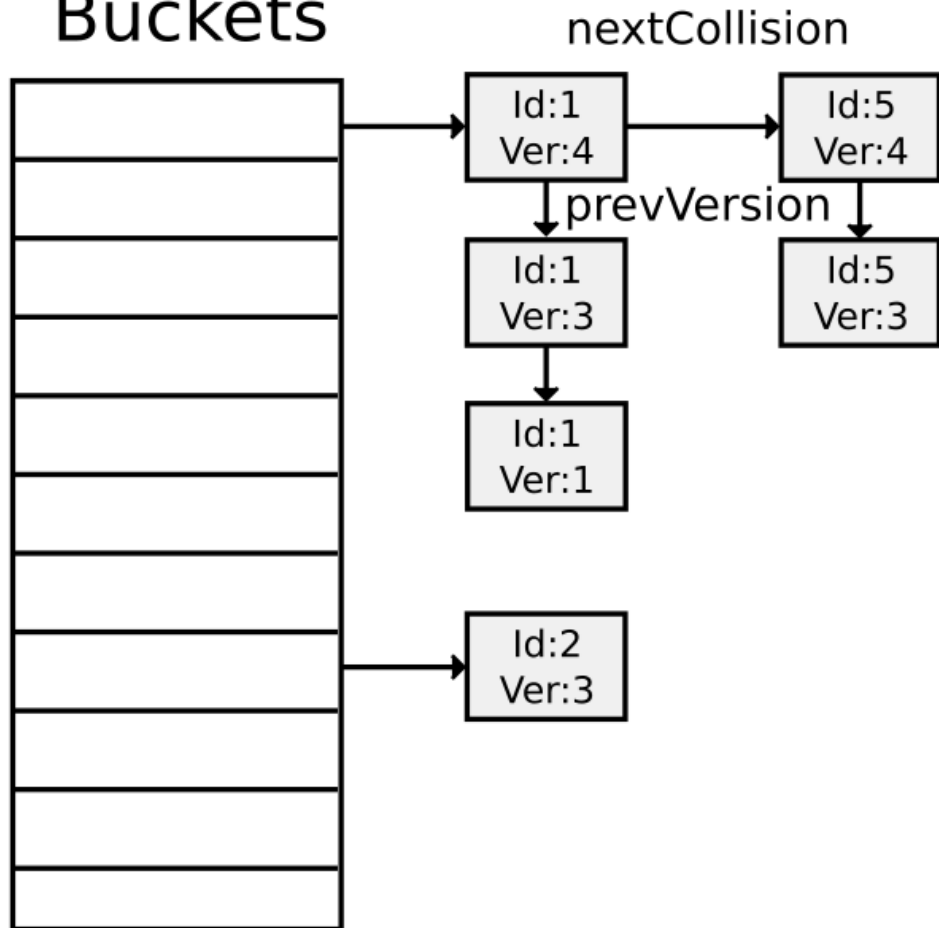 Buckets
nextCollision
Id:1
Ver:4
Id:5
Ver:4
prevVersion
Id:1
Ver:3
Id:5
Ver:3
Id:1
Ver:1
Id:2
Ver:3